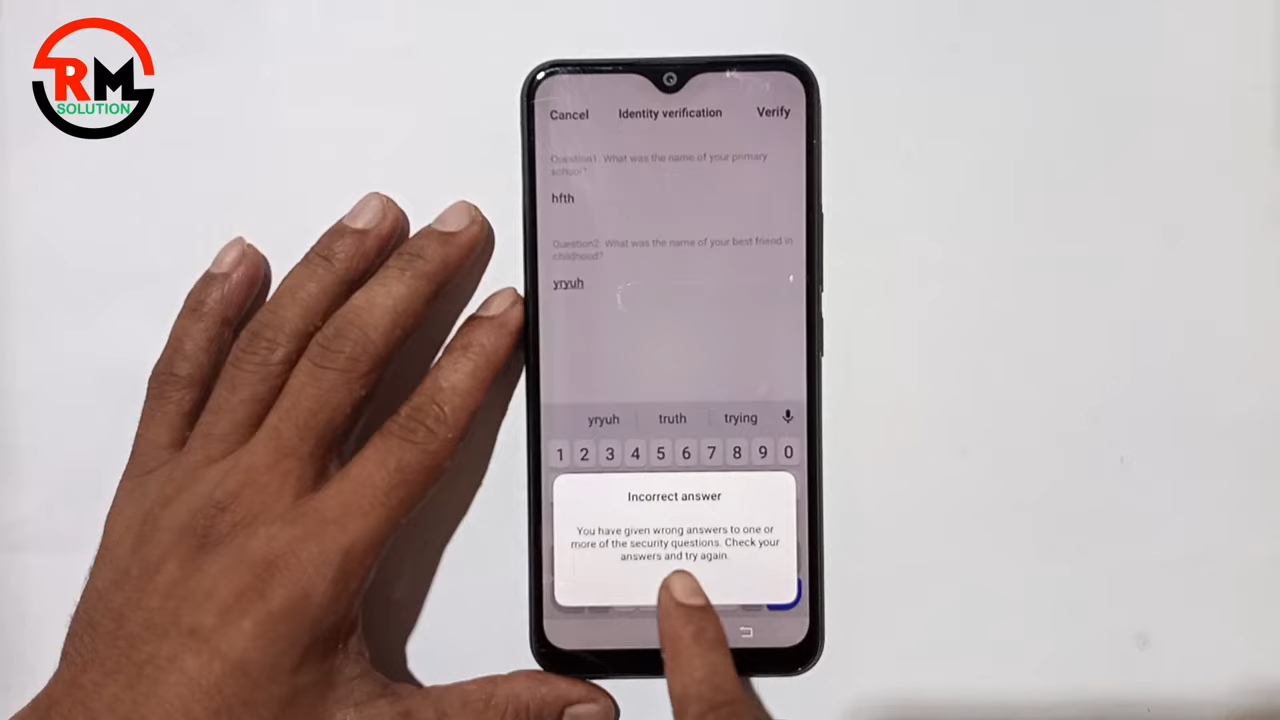 RM
SOLUTION
Cancel Identity verification Verify
Question1: What was the name of your primary
school?
hfth
Question2: What was the name of your best friend in
childhood?
yryuh
yryuh truth trying
1 2 3 4 5 6 7 8 9 0
Incorrect answer
You have given wrong answers to one or
more of the security questions. Check your
answers and try again.